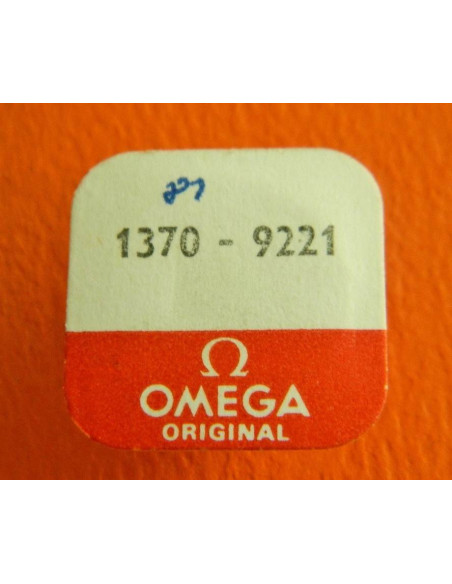 1370 - 9221
Ω
OMEGA
ORIGINAL